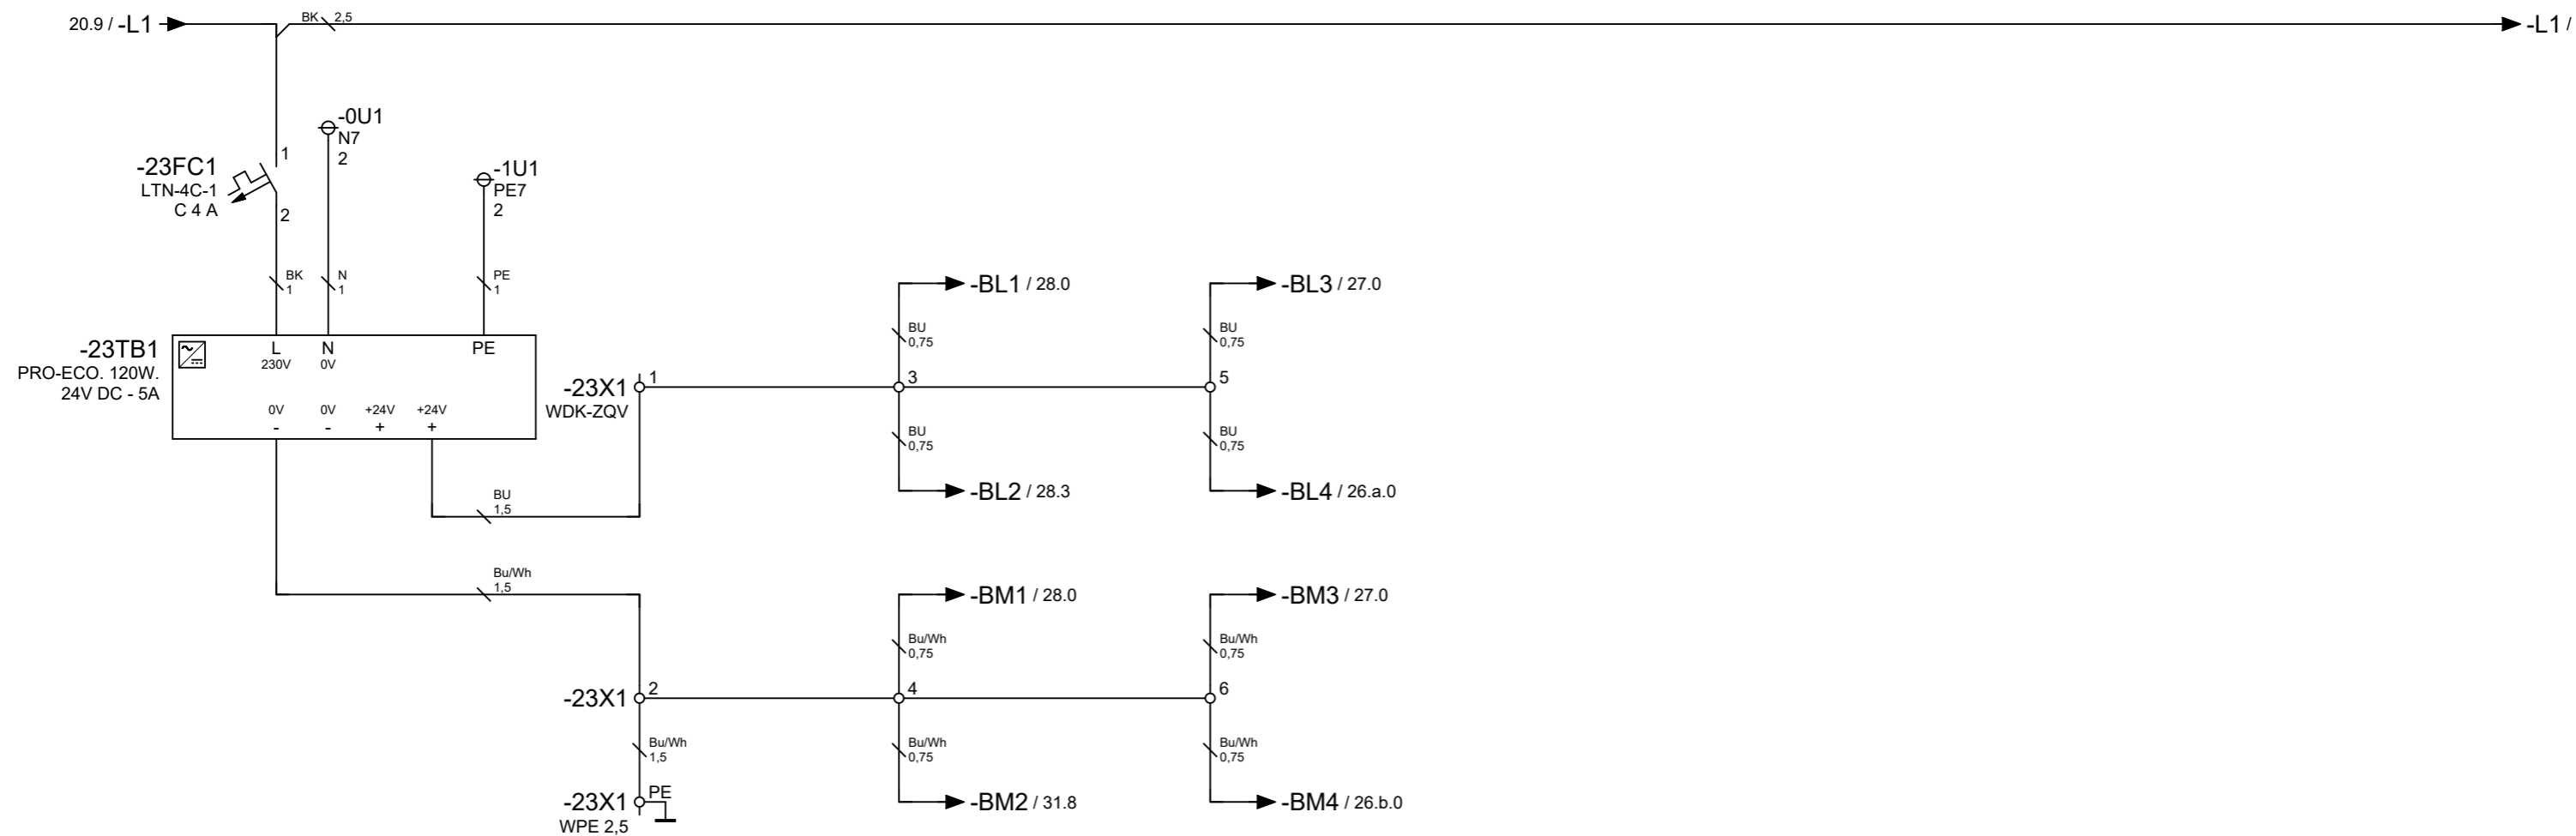 20.9 / -L1
BK 2,5
-L1 /
-0U1
N7
2
-23FC1
LTN-4C-1
C 4 A
1
2
-1U1
PE7
2
BK
1
N
1
PE
1
-23TB1
PRO-ECO. 120W.
24V DC - 5A
L
230V
N
0V
PE
0V
0V
+24V
+24V
-
-
+
+
BU
1,5
Bu/Wh
1,5
-23X1
WDK-ZQV
1
3
5
-BL1 / 28.0
-BL3 / 27.0
BU
0,75
BU
0,75
BU
0,75
BU
0,75
-BL2 / 28.3
-BL4 / 26.a.0
-BM1 / 28.0
-BM3 / 27.0
Bu/Wh
0,75
Bu/Wh
0,75
-23X1
2
4
6
Bu/Wh
1,5
Bu/Wh
0,75
Bu/Wh
0,75
-23X1
WPE 2,5
PE
-BM2 / 31.8
-BM4 / 26.b.0